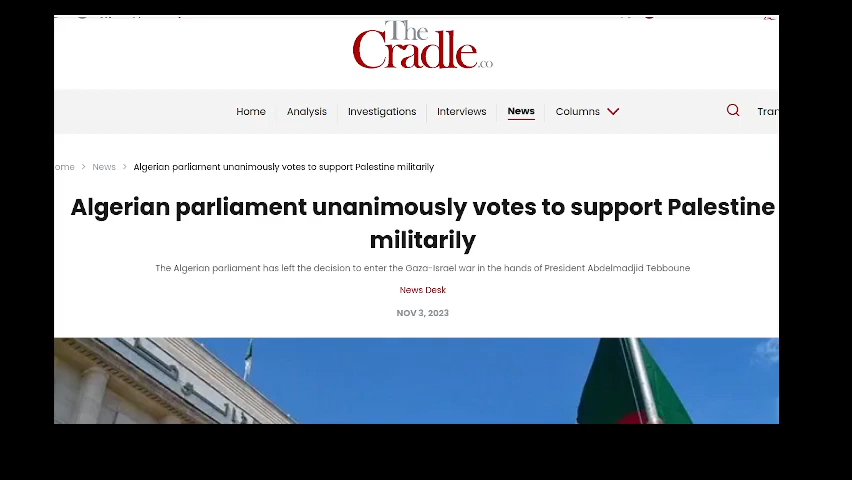 The
Cradle.co
Home Analysis Investigations Interviews News Columns Tran
ome > News > Algerian parliament unanimously votes to support Palestine militarily
Algerian parliament unanimously votes to support Palestine
militarily
The Algerian parliament has left the decision to enter the Gaza-Israel war in the hands of President Abdelmadjid Tebboune
News Desk
NOV 3, 2023